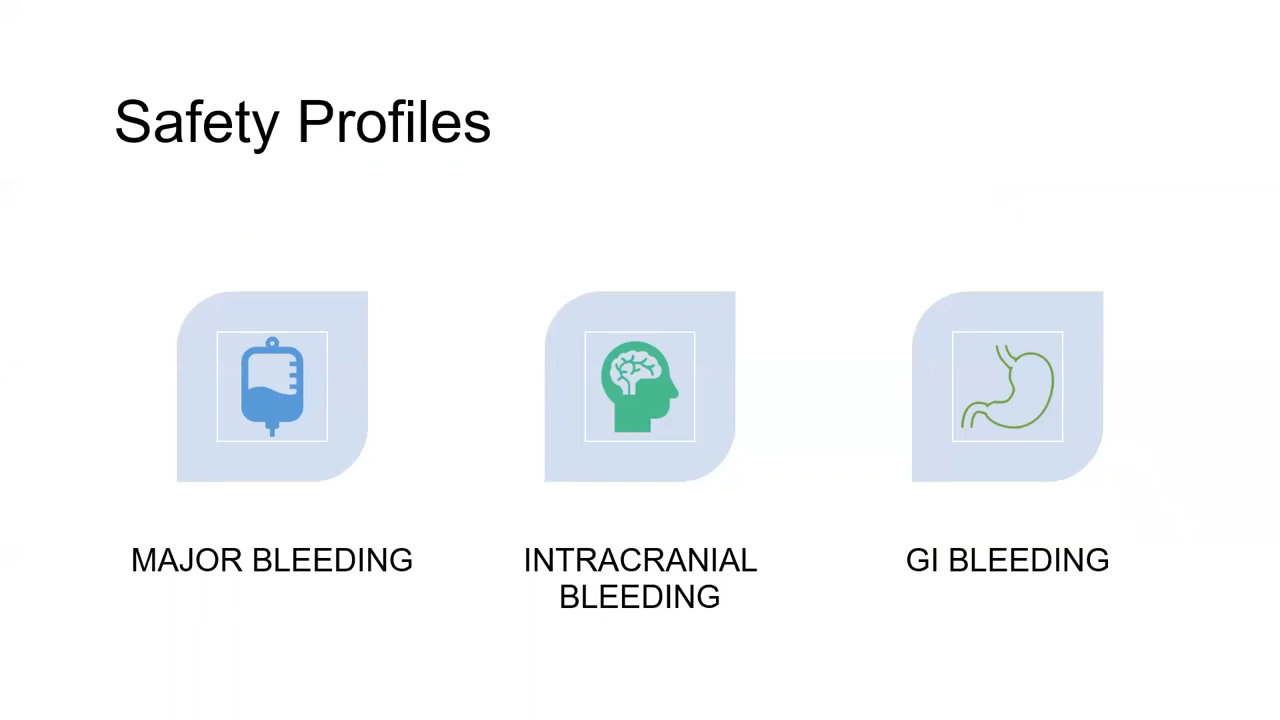 Safety Profiles
MAJOR BLEEDING
INTRACRANIAL
BLEEDING
GI BLEEDING